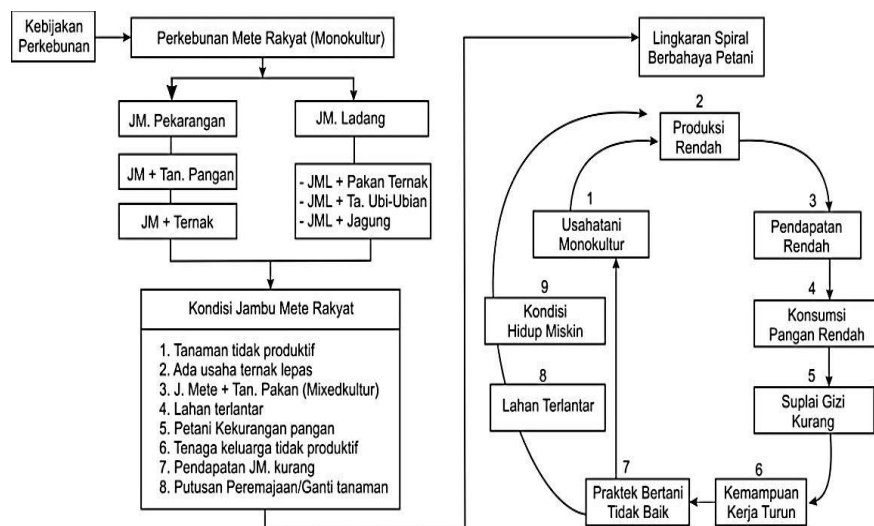 Kebijakan
Perkebunan
Perkebunan Mete Rakyat (Monokultur)
JM. Pekarangan
JM. Ladang
JM + Tan. Pangan
JM + Ternak
- JML + Pakan Ternak
- JML + Ta. Ubi-Ubian
- JML + Jagung
Kondisi Jambu Mete Rakyat
1. Tanaman tidak produktif
2. Ada usaha ternak lepas
3. J. Mete + Tan. Pakan (Mixedkultur)
4. Lahan terlantar
5. Petani Kekurangan pangan
6. Tenaga keluarga tidak produktif
7. Pendapatan JM. kurang
8. Putusan Peremajaan/Ganti tanaman
Lingkaran Spiral
Berbahaya Petani
1
Usahatani
Monokultur
2
Produksi
Rendah
3
Pendapatan
Rendah
4
Konsumsi
Pangan Rendah
5
Suplai Gizi
Kurang
6
Kemampuan
Kerja Turun
7
Praktek Bertani
Tidak Baik
8
Lahan Terlantar
9
Kondisi
Hidup Miskin